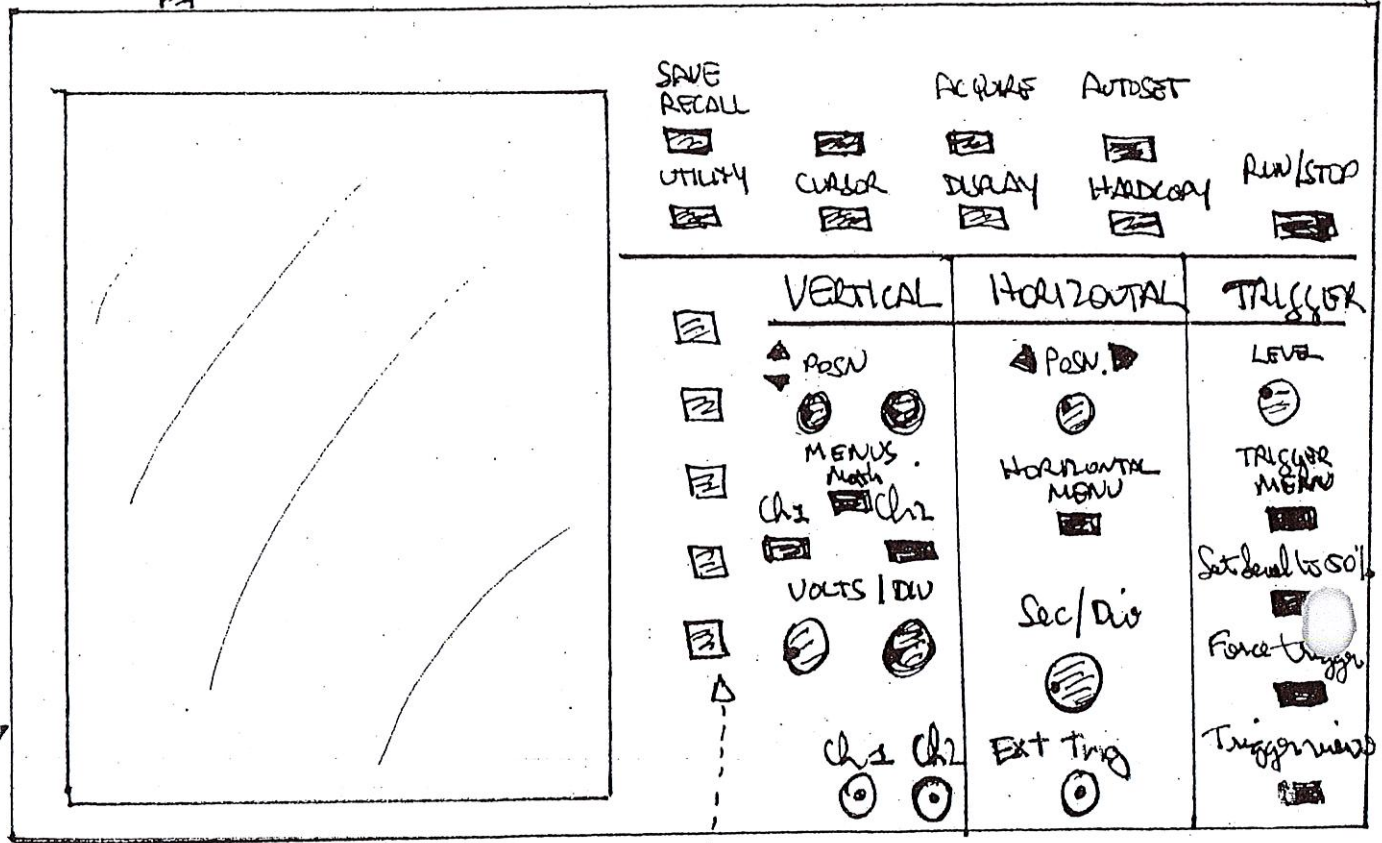 SAVE
RECALL
ACQUIRE
AUTOSET
UTILITY
CURSOR
DISPLAY
HARDCOPY
RUN/STOP
VERTICAL
HORIZONTAL
TRIGGER
POSN
POSN.
LEVEL
MENUS
Math
Ch1
Ch2
HORIZONTAL
MENU
TRIGGER
MENU
Set level to 50%
VOLTS/DIV
Sec/Div
Force trigger
Ch 1
Ch2
Ext Trig
Trigger view